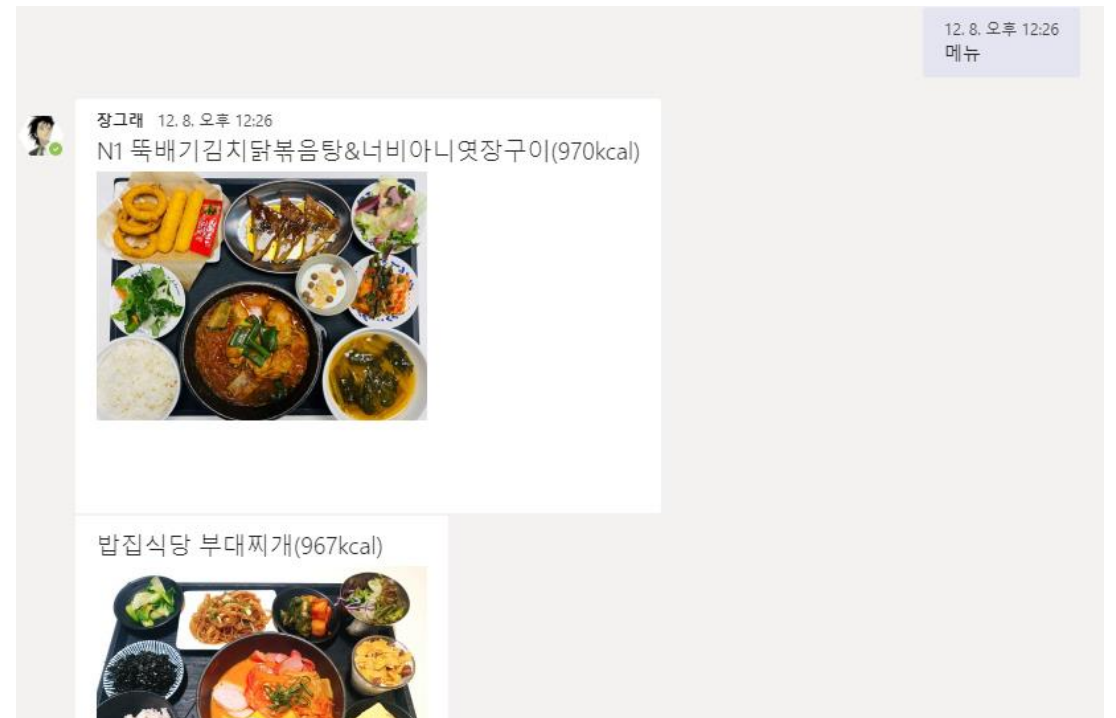 12. 8. 오후 12:26
메뉴
장그래 12. 8. 오후 12:26
N1 뚝배기김치닭볶음탕&너비아니엿장구이(970kcal)
밥집식당 부대찌개(967kcal)